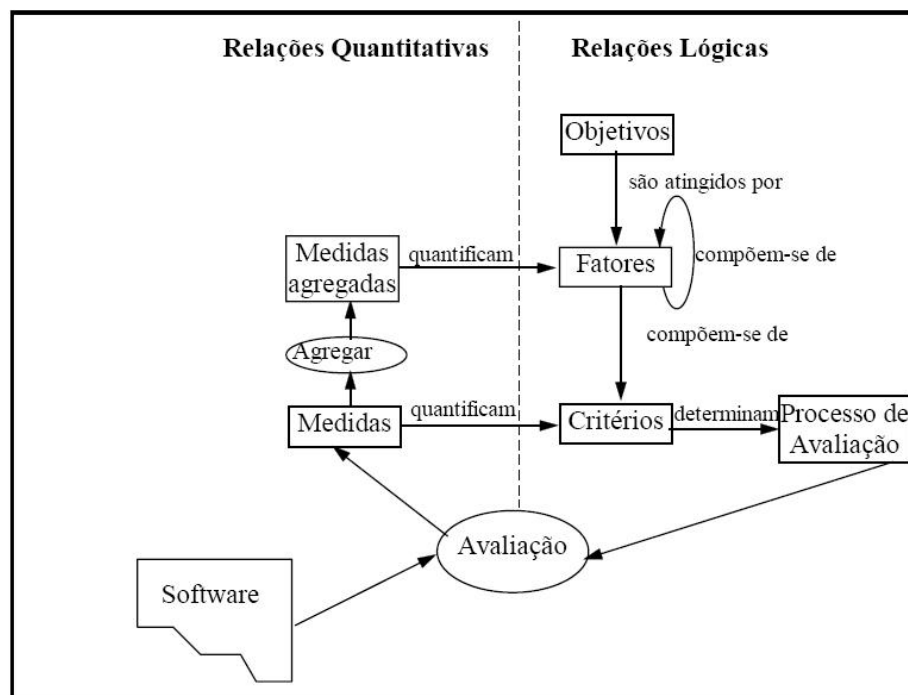 Relações Quantitativas
Relações Lógicas
Objetivos
são atingidos por
Medidas
agregadas
quantificam
Fatores
compõem-se de
Agregar
compõem-se de
Medidas
quantificam
Critérios
determinam
Processo de
Avaliação
Avaliação
Software